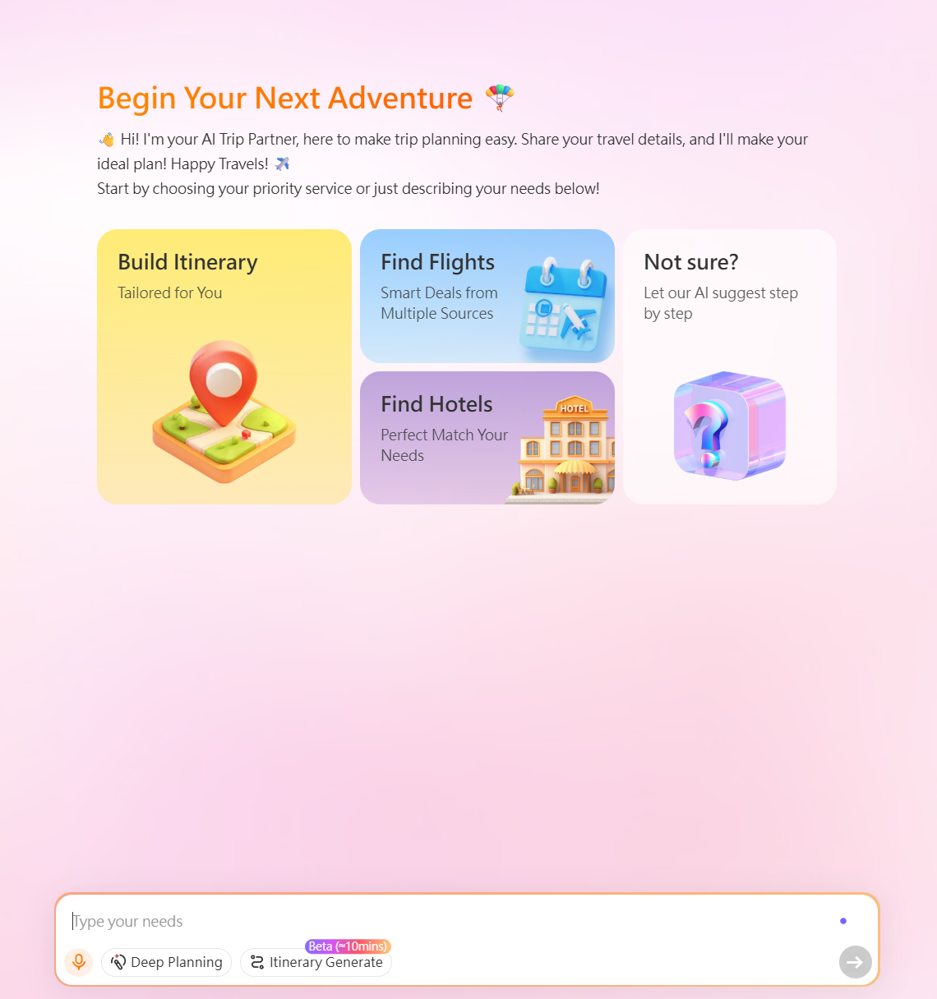 Begin Your Next Adventure
Hi! I'm your AI Trip Partner, here to make trip planning easy. Share your travel details, and I'll make your
ideal plan! Happy Travels!
Start by choosing your priority service or just describing your needs below!
Build Itinerary
Tailored for You
Find Flights
Smart Deals from
Multiple Sources
Find Hotels
Perfect Match Your
Needs
HOTEL
Not sure?
Let our AI suggest step
by step
?
Type your needs
Deep Planning
Beta (≈10mins)
Itinerary Generate